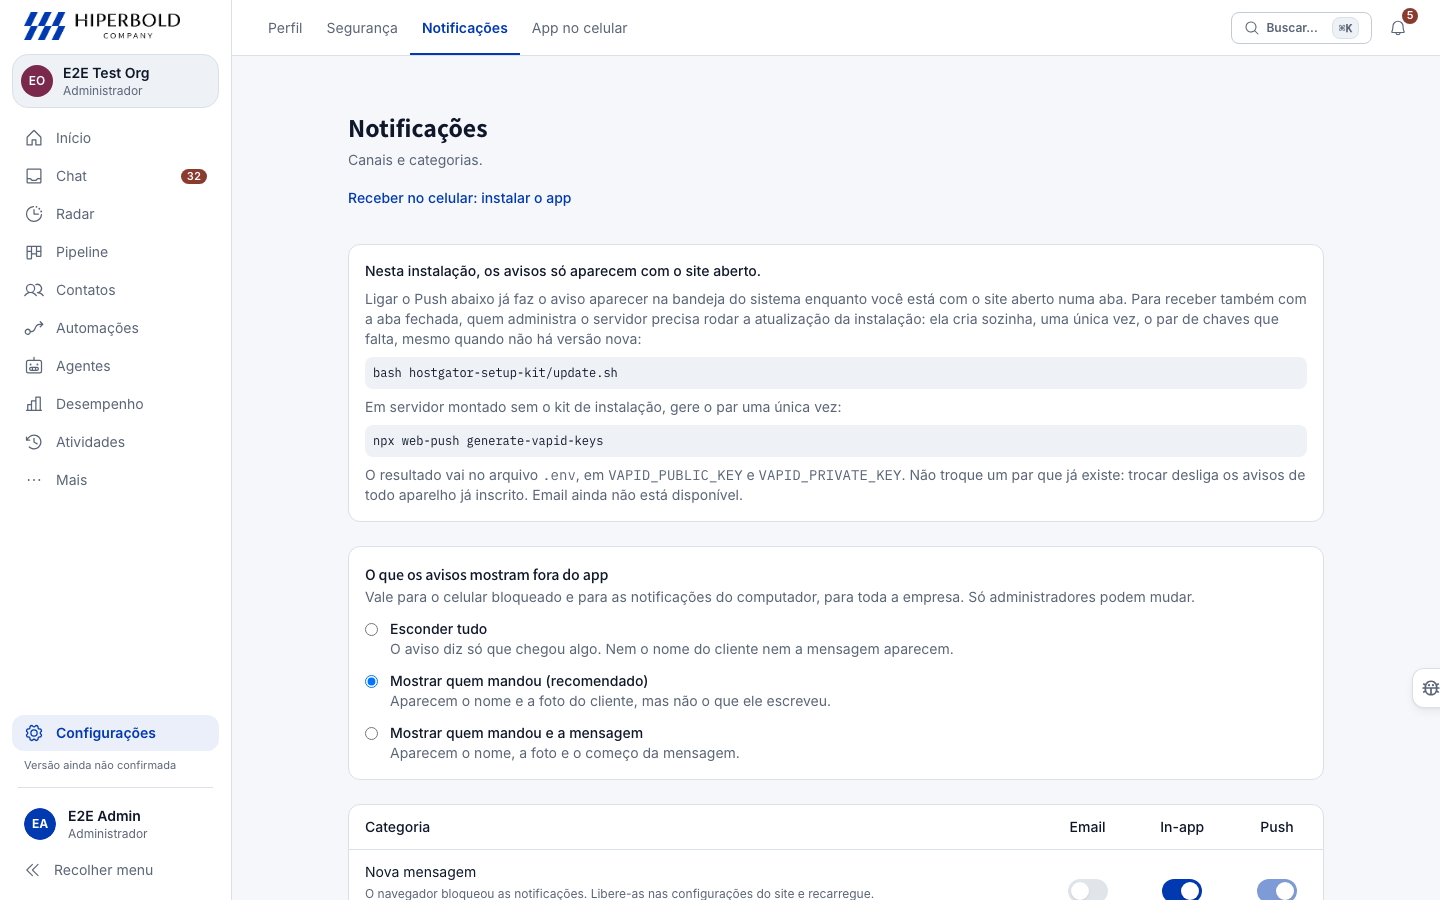 HIPERBOLD
COMPANY
Perfil
Segurança
Notificações
App no celular
Buscar...
⌘K
5
EO
E2E Test Org
Administrador
Início
Chat
32
Radar
Pipeline
Contatos
Automações
Agentes
Desempenho
Atividades
Mais
Configurações
Versão ainda não confirmada
EA
E2E Admin
Administrador
Recolher menu
Notificações
Canais e categorias.
Receber no celular: instalar o app
Nesta instalação, os avisos só aparecem com o site aberto.
Ligar o Push abaixo já faz o aviso aparecer na bandeja do sistema enquanto você está com o site aberto numa aba. Para receber também com
a aba fechada, quem administra o servidor precisa rodar a atualização da instalação: ela cria sozinha, uma única vez, o par de chaves que
falta, mesmo quando não há versão nova:
bash hostgator-setup-kit/update.sh
Em servidor montado sem o kit de instalação, gere o par uma única vez:
npx web-push generate-vapid-keys
O resultado vai no arquivo .env, em VAPID_PUBLIC_KEY e VAPID_PRIVATE_KEY. Não troque um par que já existe: trocar desliga os avisos de
todo aparelho já inscrito. Email ainda não está disponível.
O que os avisos mostram fora do app
Vale para o celular bloqueado e para as notificações do computador, para toda a empresa. Só administradores podem mudar.
Esconder tudo
O aviso diz só que chegou algo. Nem o nome do cliente nem a mensagem aparecem.
Mostrar quem mandou (recomendado)
Aparecem o nome e a foto do cliente, mas não o que ele escreveu.
Mostrar quem mandou e a mensagem
Aparecem o nome, a foto e o começo da mensagem.
Categoria
Email
In-app
Push
Nova mensagem
O navegador bloqueou as notificações. Libere-as nas configurações do site e recarregue.